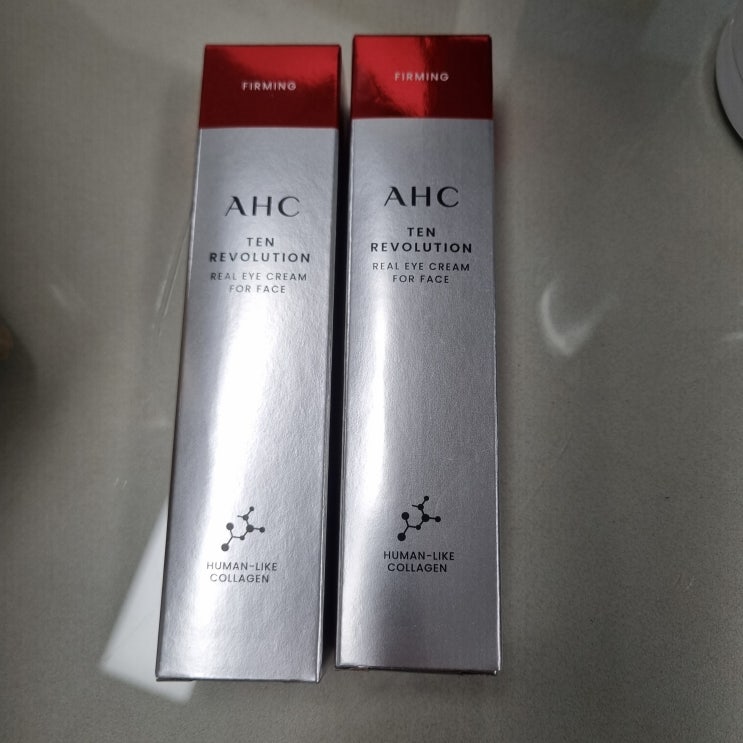 FIRMING
AHC
TEN
REVOLUTION
REAL EYE CREAM
FOR FACE
HUMAN-LIKE
COLLAGEN
FIRMING
AHC
TEN
REVOLUTION
REAL EYE CREAM
FOR FACE
HUMAN-LIKE
COLLAGEN